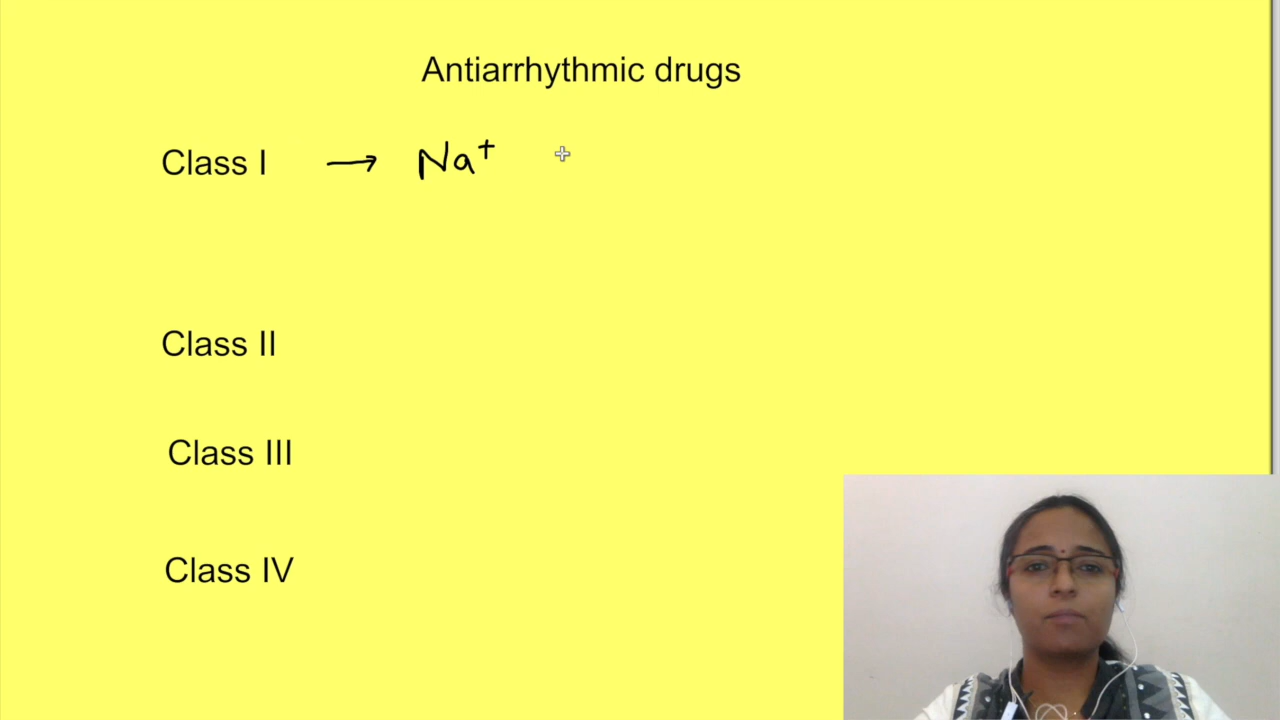 Antiarrhythmic drugs
Class I → Na⁺
Class II
Class III
Class IV